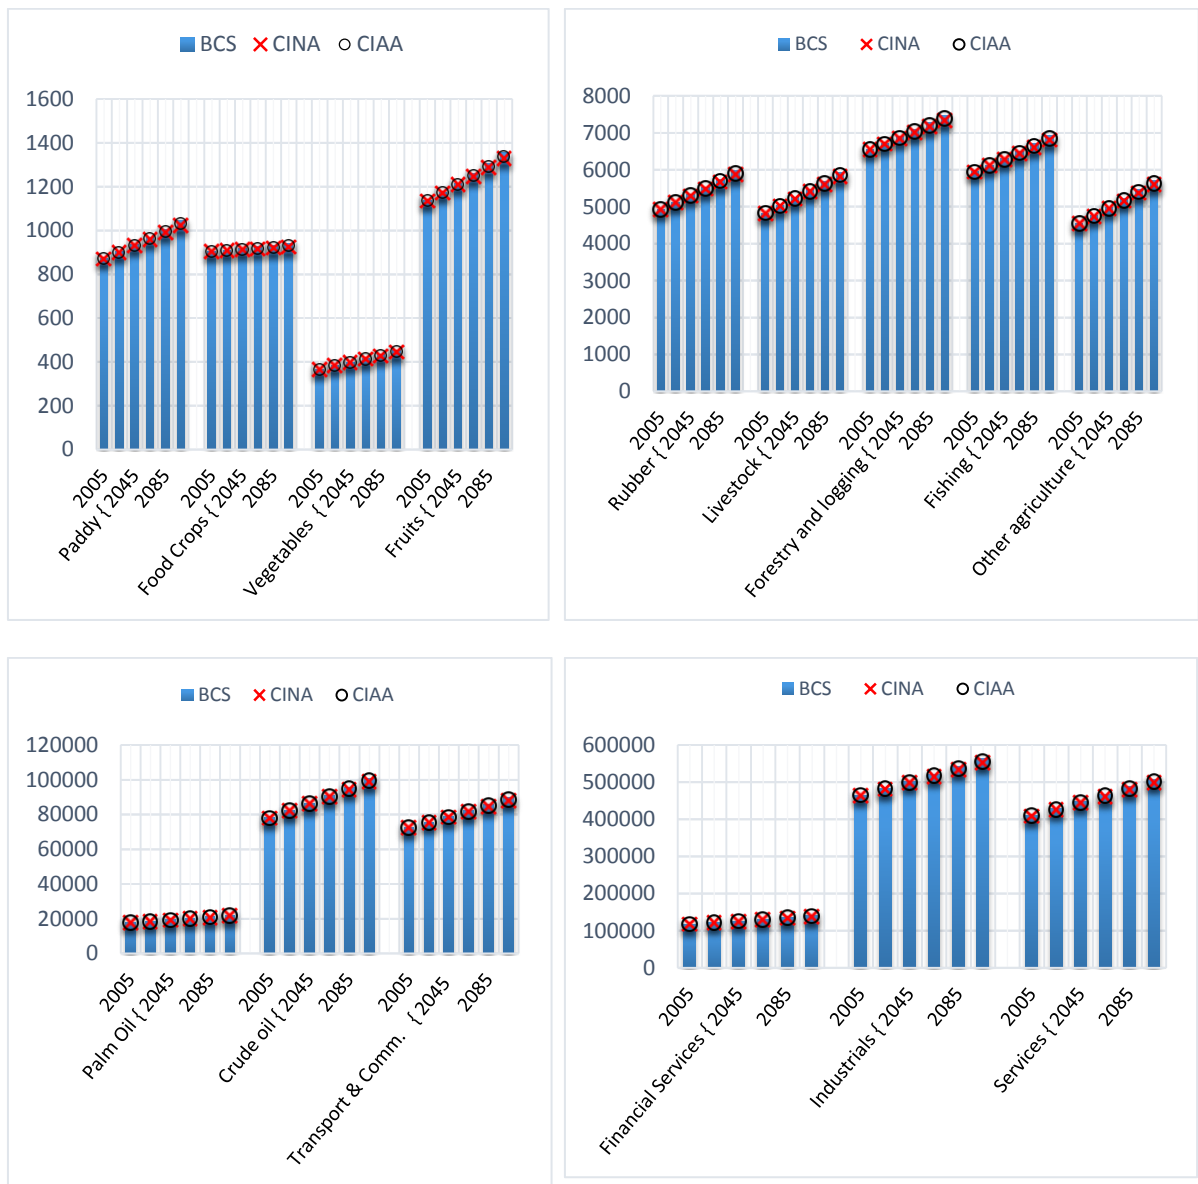 BCS CINA CIAA
1600
1400
1200
1000
800
600
400
200
0
2005 2045 2085 2005 2045 2085 2005 2045 2085 2005 2045 2085
Paddy { Food Crops { Vegetables { Fruits {
BCS CINA CIAA
8000
7000
6000
5000
4000
3000
2000
1000
0
2005 2045 2085 2005 2045 2085 2005 2045 2085 2005 2045 2085 2005 2045 2085
Rubber { Livestock { Forestry and logging { Fishing { Other agriculture {
BCS CINA CIAA
120000
100000
80000
60000
40000
20000
0
2005 2045 2085 2005 2045 2085 2005 2045 2085
Palm Oil { Crude oil { Transport & Comm. {
BCS CINA CIAA
600000
500000
400000
300000
200000
100000
0
2005 2045 2085 2005 2045 2085 2005 2045 2085
Financial Services { Industrials { Services {